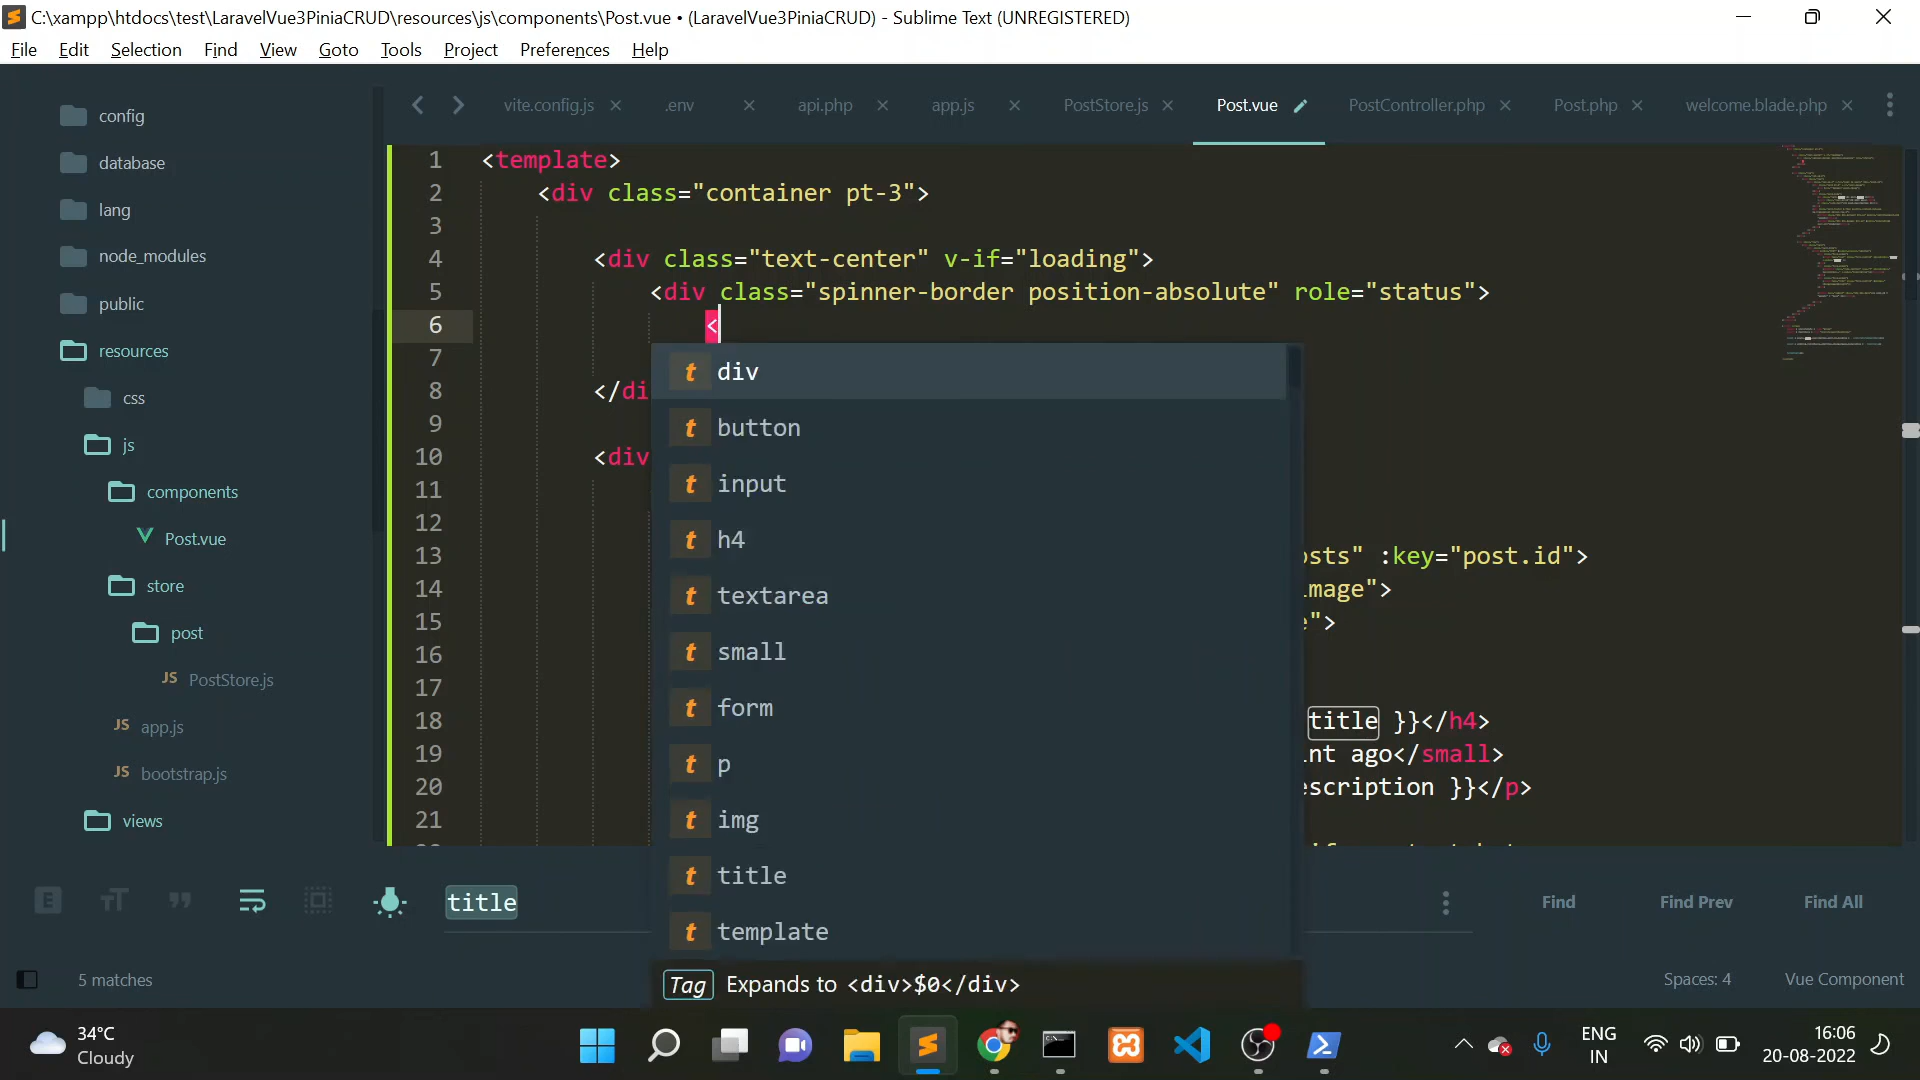 C:\xampp\htdocs\test\LaravelVue3PiniaCRUD\resources\js\components\Post.vue • (LaravelVue3PiniaCRUD) - Sublime Text (UNREGISTERED)
File Edit Selection Find View Goto Tools Project Preferences Help
config
database
lang
node_modules
public
resources
css
js
components
Post.vue
store
post
JS PostStore.js
JS app.js
JS bootstrap.js
views
vite.config.js .env api.php app.js PostStore.js Post.vue PostController.php Post.php welcome.blade.php
1 <template>
2 <div class="container pt-3">
3
4 <div class="text-center" v-if="loading">
5 <div class="spinner-border position-absolute" role="status">
6 <
7
8 </di
9
10 <div
11
12
13 osts" :key="post.id">
14 mage">
15 e">
16
17
18 title }}</h4>
19 nt ago</small>
20 escription }}</p>
21
t div
t button
t input
t h4
t textarea
t small
t form
t p
t img
t title
t template
Tag Expands to <div>$0</div>
title
Find Find Prev Find All
5 matches
Spaces: 4 Vue Component
34°C
Cloudy
ENG
IN
16:06
20-08-2022